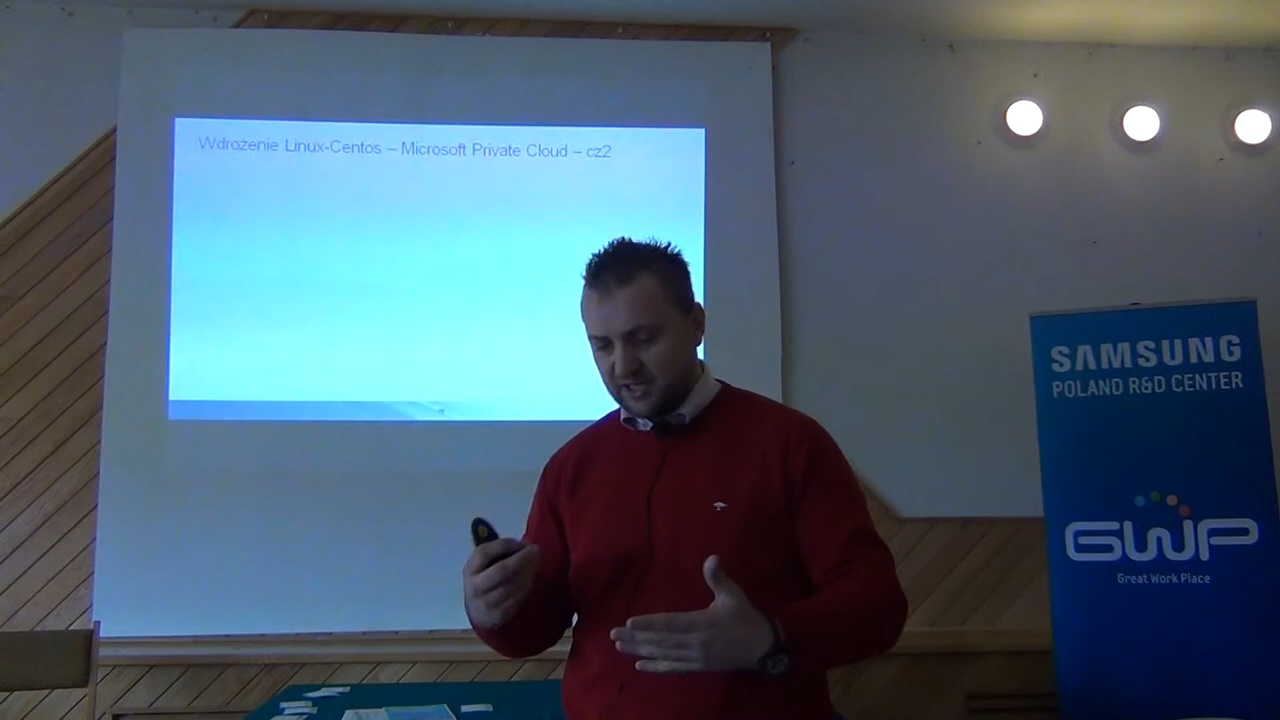 Wdrożenie Linux-Centos – Microsoft Private Cloud – cz2
SAMSUNG
POLAND R&D CENTER
GWP
Great Work Place